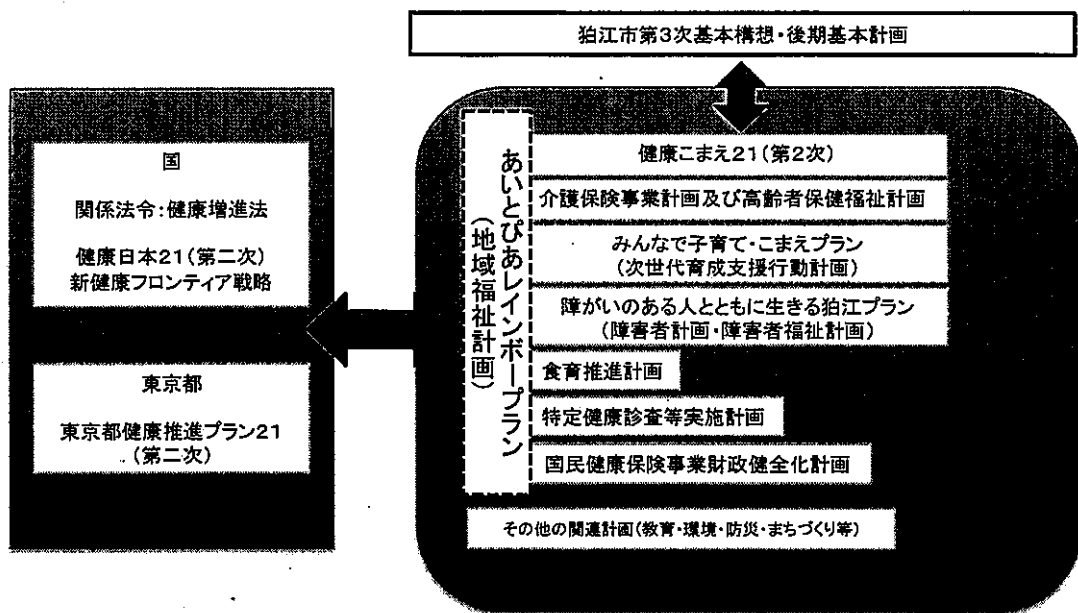 狛江市第3次基本構想・後期基本計画
国
関係法令:健康増進法
健康日本21(第二次)
新健康フロンティア戦略
東京都
東京都健康推進プラン21
(第二次)
あいとぴあレインボープラン
(地域福祉計画)
健康こまえ21(第2次)
介護保険事業計画及び高齢者保健福祉計画
みんなで子育て・こまえプラン
(次世代育成支援行動計画)
障がいのある人とともに生きる狛江プラン
(障害者計画・障害者福祉計画)
食育推進計画
特定健康診査等実施計画
国民健康保険事業財政健全化計画
その他の関連計画(教育・環境・防災・まちづくり等)